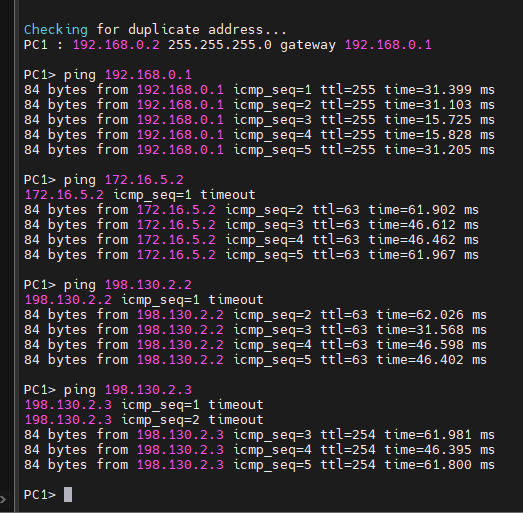 Checking for duplicate address...
PC1 : 192.168.0.2 255.255.255.0 gateway 192.168.0.1
PC1> ping 192.168.0.1
84 bytes from 192.168.0.1 icmp_seq=1 ttl=255 time=31.399 ms
84 bytes from 192.168.0.1 icmp_seq=2 ttl=255 time=31.103 ms
84 bytes from 192.168.0.1 icmp_seq=3 ttl=255 time=15.725 ms
84 bytes from 192.168.0.1 icmp_seq=4 ttl=255 time=15.828 ms
84 bytes from 192.168.0.1 icmp_seq=5 ttl=255 time=31.205 ms
PC1> ping 172.16.5.2
172.16.5.2 icmp_seq=1 timeout
84 bytes from 172.16.5.2 icmp_seq=2 ttl=63 time=61.902 ms
84 bytes from 172.16.5.2 icmp_seq=3 ttl=63 time=46.612 ms
84 bytes from 172.16.5.2 icmp_seq=4 ttl=63 time=46.462 ms
84 bytes from 172.16.5.2 icmp_seq=5 ttl=63 time=61.967 ms
PC1> ping 198.130.2.2
198.130.2.2 icmp_seq=1 timeout
84 bytes from 198.130.2.2 icmp_seq=2 ttl=63 time=62.026 ms
84 bytes from 198.130.2.2 icmp_seq=3 ttl=63 time=31.568 ms
84 bytes from 198.130.2.2 icmp_seq=4 ttl=63 time=46.598 ms
84 bytes from 198.130.2.2 icmp_seq=5 ttl=63 time=46.402 ms
PC1> ping 198.130.2.3
198.130.2.3 icmp_seq=1 timeout
198.130.2.3 icmp_seq=2 timeout
84 bytes from 198.130.2.3 icmp_seq=3 ttl=254 time=61.981 ms
84 bytes from 198.130.2.3 icmp_seq=4 ttl=254 time=46.395 ms
84 bytes from 198.130.2.3 icmp_seq=5 ttl=254 time=61.800 ms
PC1>